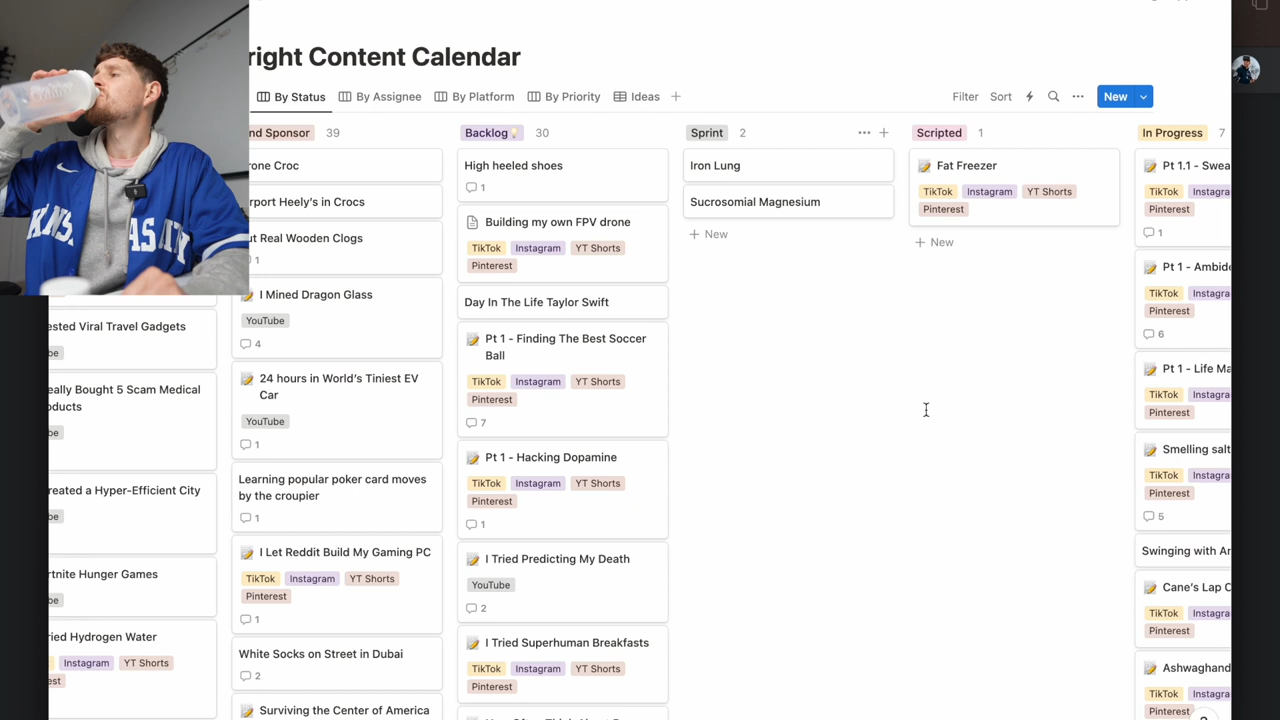 right Content Calendar
By Status
By Assignee
By Platform
By Priority
Ideas
Filter
Sort
New
nd Sponsor 39
rone Croc
rport Heely's in Crocs
ut Real Wooden Clogs
1
I Mined Dragon Glass
YouTube
4
24 hours in World's Tiniest EV
Car
YouTube
1
Learning popular poker card moves
by the croupier
1
I Let Reddit Build My Gaming PC
TikTok Instagram YT Shorts
Pinterest
1
White Socks on Street in Dubai
2
Surviving the Center of America
ested Viral Travel Gadgets
be
eally Bought 5 Scam Medical
oducts
be
reated a Hyper-Efficient City
be
rtnite Hunger Games
be
ried Hydrogen Water
Instagram YT Shorts
est
Backlog 30
High heeled shoes
1
Building my own FPV drone
TikTok Instagram YT Shorts
Pinterest
Day In The Life Taylor Swift
Pt 1 - Finding The Best Soccer
Ball
TikTok Instagram YT Shorts
Pinterest
7
Pt 1 - Hacking Dopamine
TikTok Instagram YT Shorts
Pinterest
1
I Tried Predicting My Death
YouTube
2
I Tried Superhuman Breakfasts
TikTok Instagram YT Shorts
Pinterest
Sprint 2
Iron Lung
Sucrosomial Magnesium
+ New
Scripted 1
Fat Freezer
TikTok Instagram YT Shorts
Pinterest
+ New
In Progress 7
Pt 1.1 - Swea
TikTok Instagra
Pinterest
1
Pt 1 - Ambide
TikTok Instagra
Pinterest
6
Pt 1 - Life Ma
TikTok Instagra
Pinterest
Smelling salt
TikTok Instagra
Pinterest
5
Swinging with Ar
Cane's Lap C
TikTok Instagra
Pinterest
Ashwaghand
TikTok Instagra
Pinterest